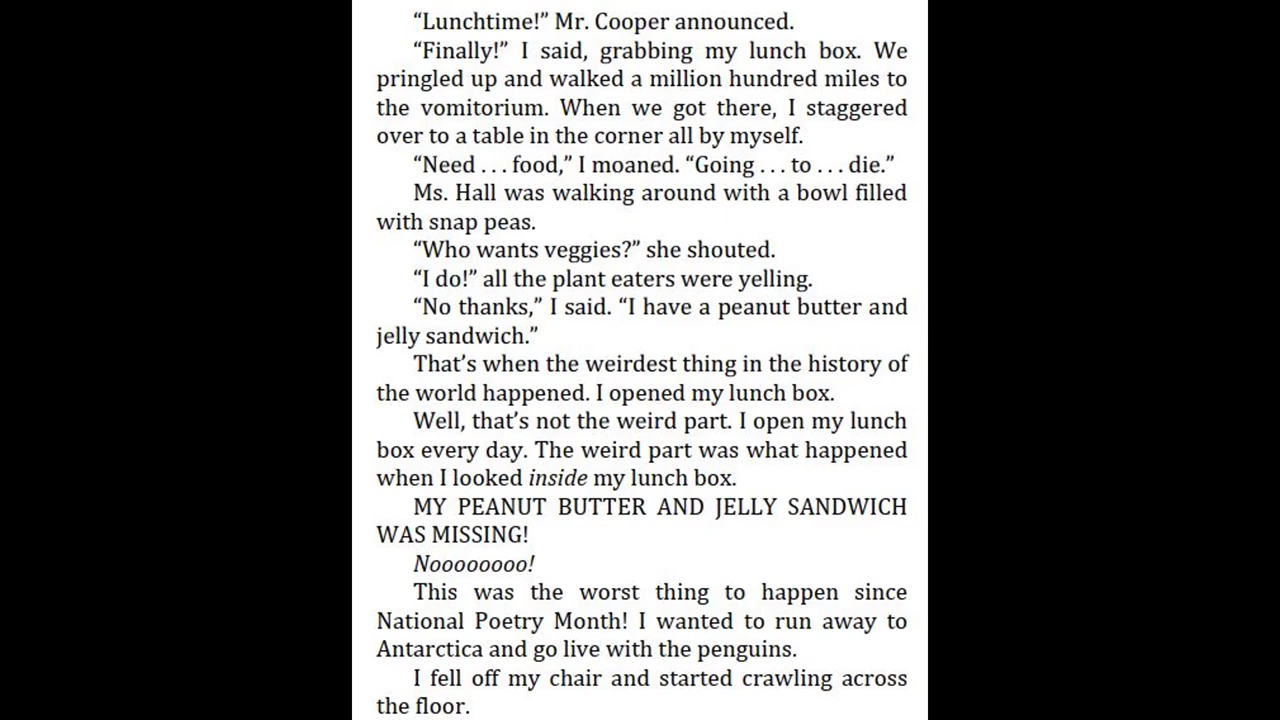 “Lunchtime!” Mr. Cooper announced.
“Finally!” I said, grabbing my lunch box. We
pringled up and walked a million hundred miles to
the vomitorium. When we got there, I staggered
over to a table in the corner all by myself.
“Need . . . food,” I moaned. “Going . . . to . . . die.”
Ms. Hall was walking around with a bowl filled
with snap peas.
“Who wants veggies?” she shouted.
“I do!” all the plant eaters were yelling.
“No thanks,” I said. “I have a peanut butter and
jelly sandwich.”
That’s when the weirdest thing in the history of
the world happened. I opened my lunch box.
Well, that’s not the weird part. I open my lunch
box every day. The weird part was what happened
when I looked inside my lunch box.
MY PEANUT BUTTER AND JELLY SANDWICH
WAS MISSING!
Noooooooo!
This was the worst thing to happen since
National Poetry Month! I wanted to run away to
Antarctica and go live with the penguins.
I fell off my chair and started crawling across
the floor.